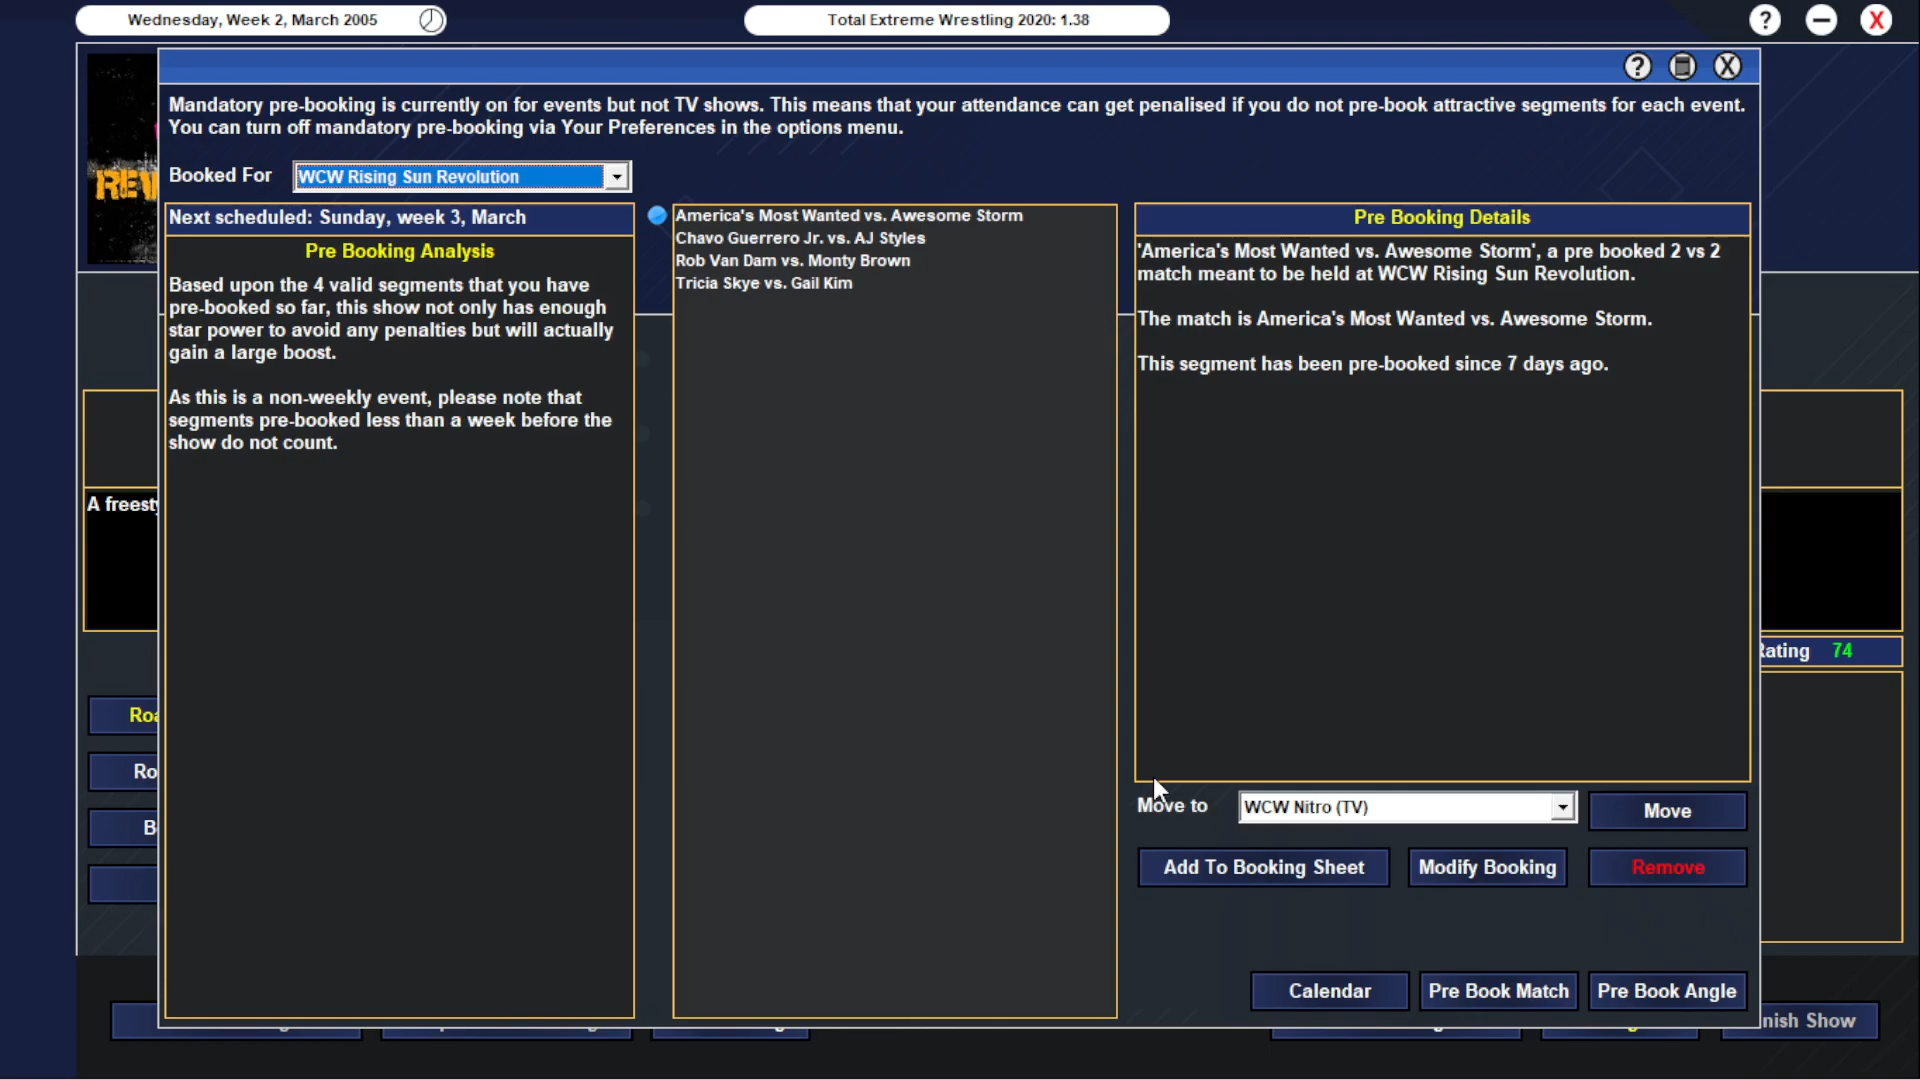 Wednesday, Week 2, March 2005
Total Extreme Wrestling 2020: 1.38
?
X
?
X
Mandatory pre-booking is currently on for events but not TV shows. This means that your attendance can get penalised if you do not pre-book attractive segments for each event.
You can turn off mandatory pre-booking via Your Preferences in the options menu.
Booked For
WCW Rising Sun Revolution
REV
Next scheduled: Sunday, week 3, March
Pre Booking Analysis
Based upon the 4 valid segments that you have
pre-booked so far, this show not only has enough
star power to avoid any penalties but will actually
gain a large boost.
As this is a non-weekly event, please note that
segments pre-booked less than a week before the
show do not count.
America's Most Wanted vs. Awesome Storm
Chavo Guerrero Jr. vs. AJ Styles
Rob Van Dam vs. Monty Brown
Tricia Skye vs. Gail Kim
Pre Booking Details
'America's Most Wanted vs. Awesome Storm', a pre booked 2 vs 2
match meant to be held at WCW Rising Sun Revolution.
The match is America's Most Wanted vs. Awesome Storm.
This segment has been pre-booked since 7 days ago.
A freest
Rating 74
Roa
Ro
B
Move to
WCW Nitro (TV)
Move
Add To Booking Sheet
Modify Booking
Remove
Calendar
Pre Book Match
Pre Book Angle
nish Show